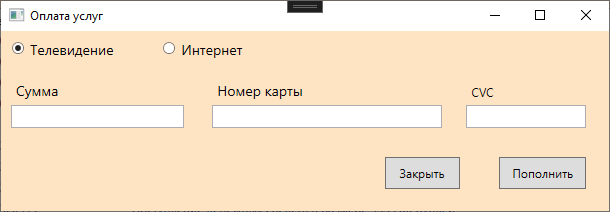 Оплата услуг
Телевидение Интернет
Сумма Номер карты CVC
Закрыть Пополнить